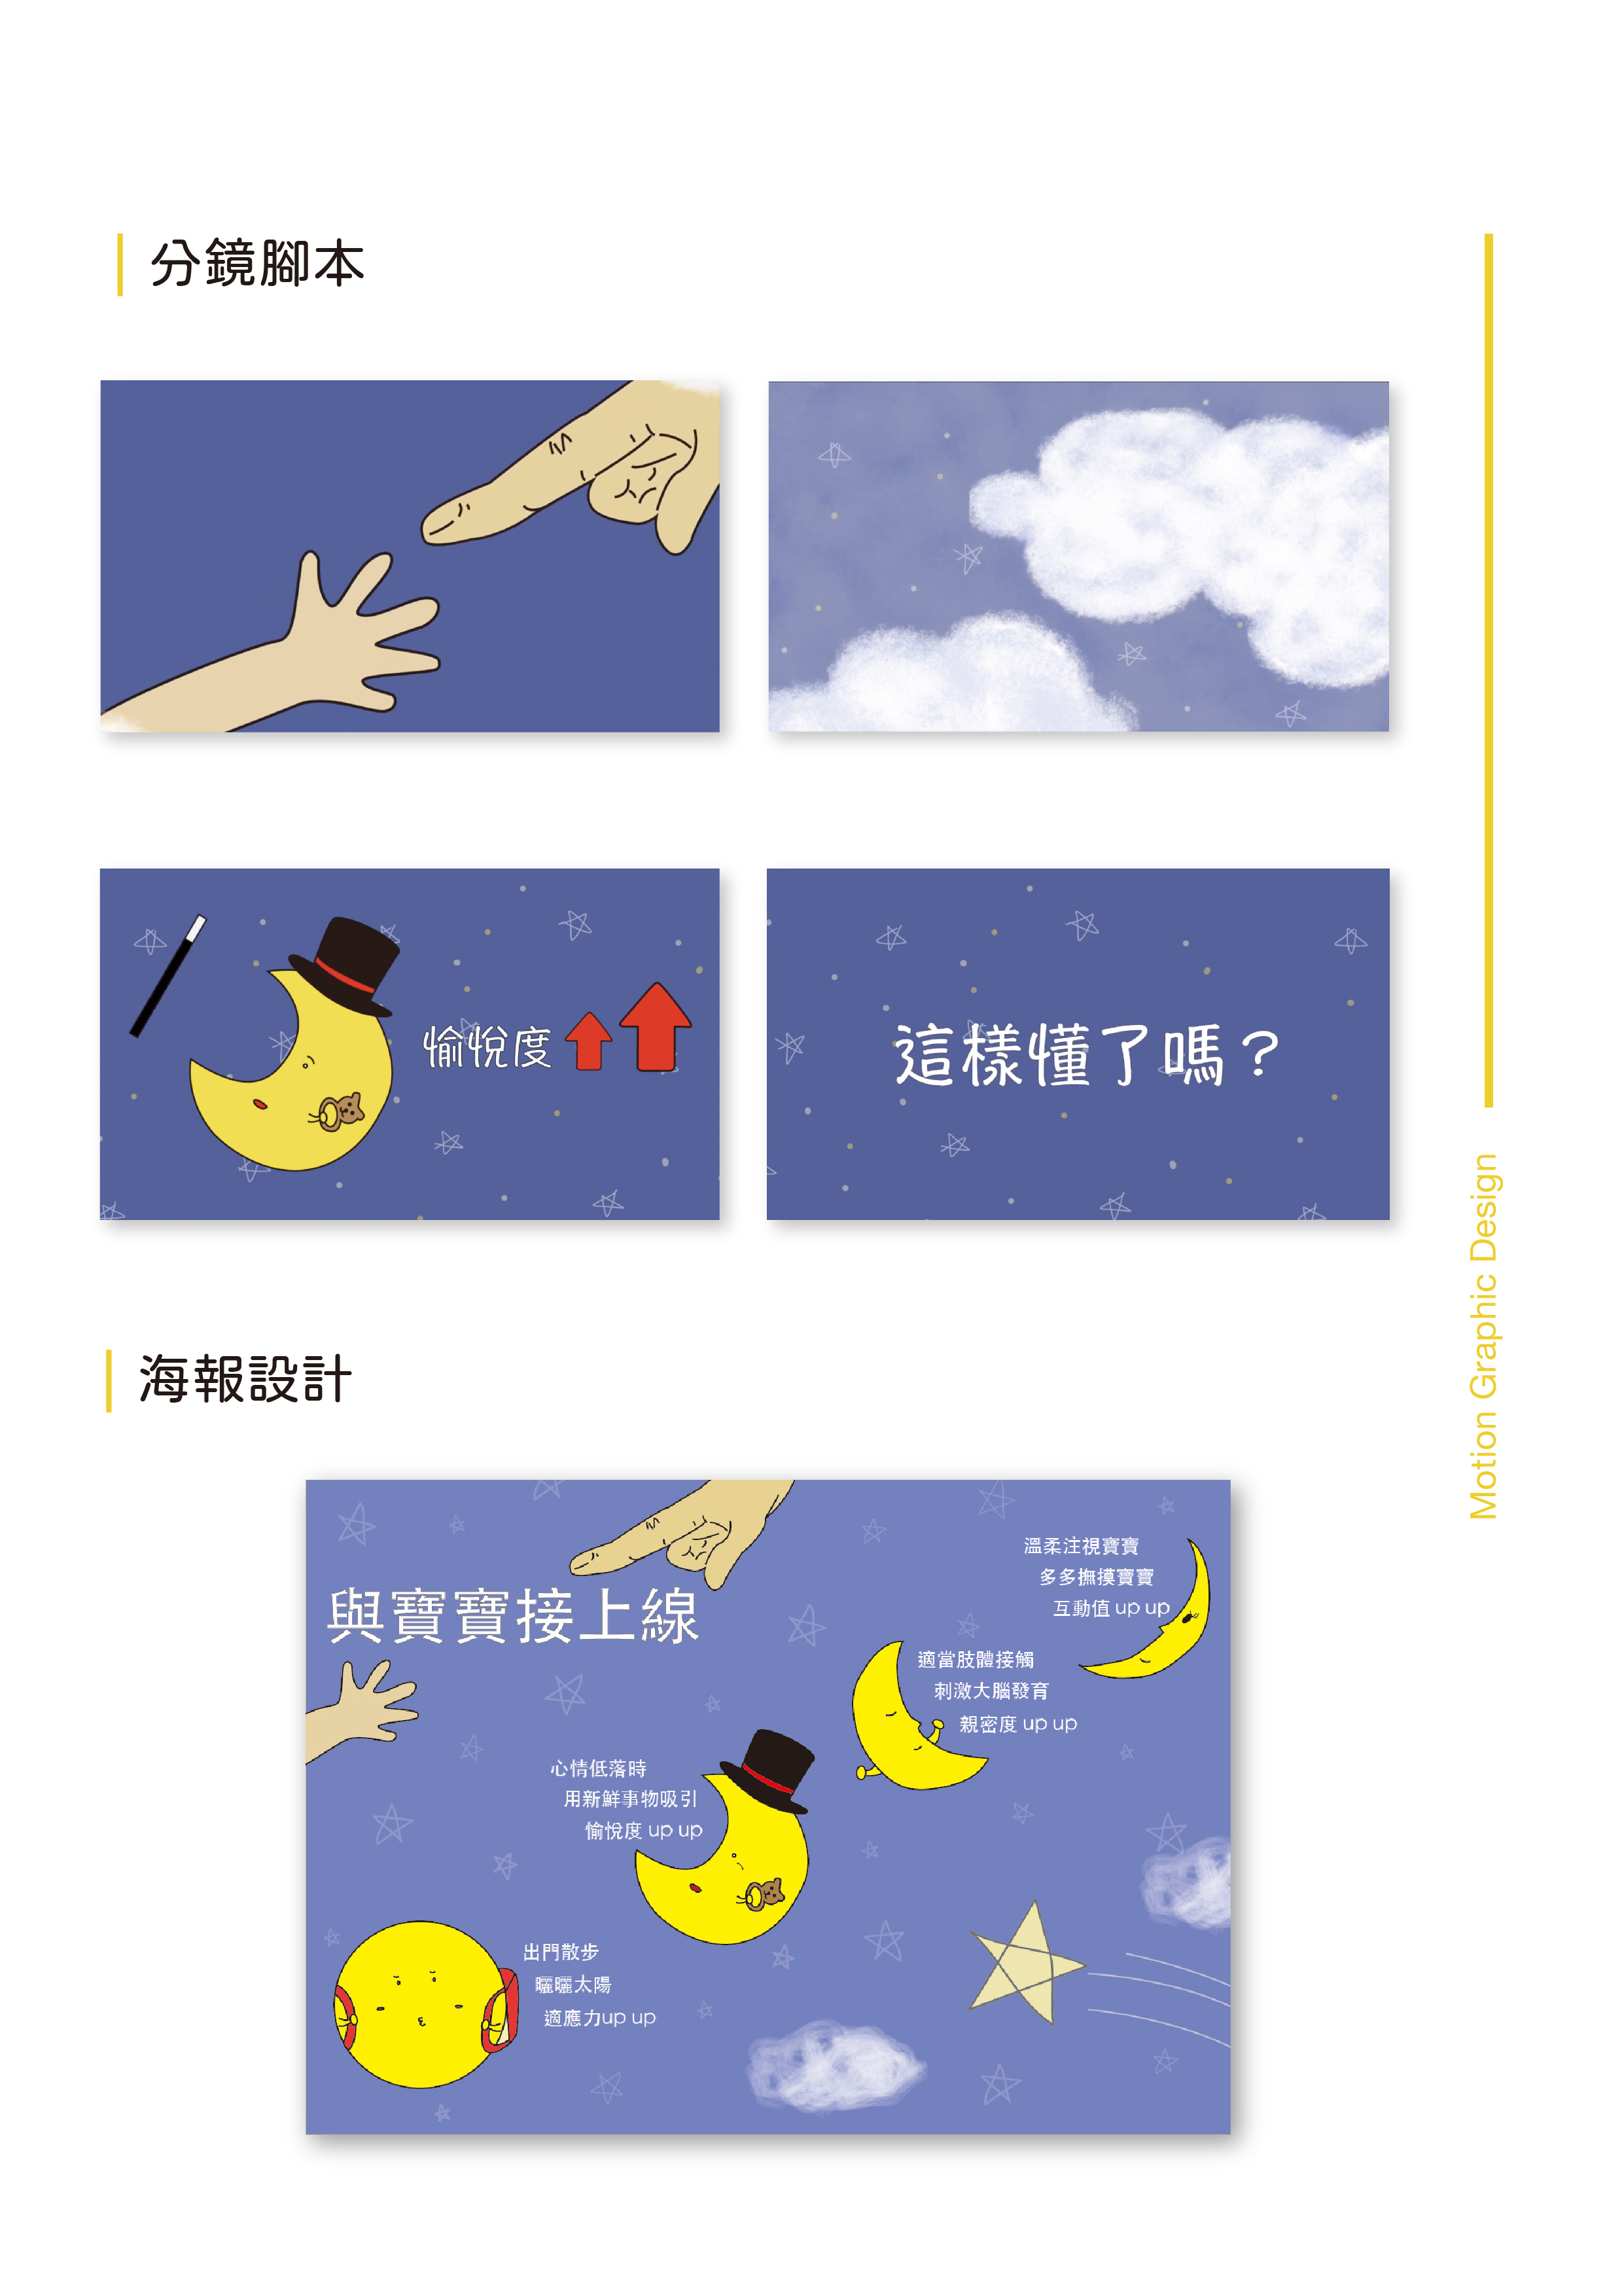 分鏡腳本
愉悅度
這樣懂了嗎？
Motion Graphic Design
海報設計
與寶寶接上線
溫柔注視寶寶
多多撫摸寶寶
互動值 up up
適當肢體接觸
刺激大腦發育
親密度 up up
心情低落時
用新鮮事物吸引
愉悅度 up up
出門散步
曬曬太陽
適應力up up